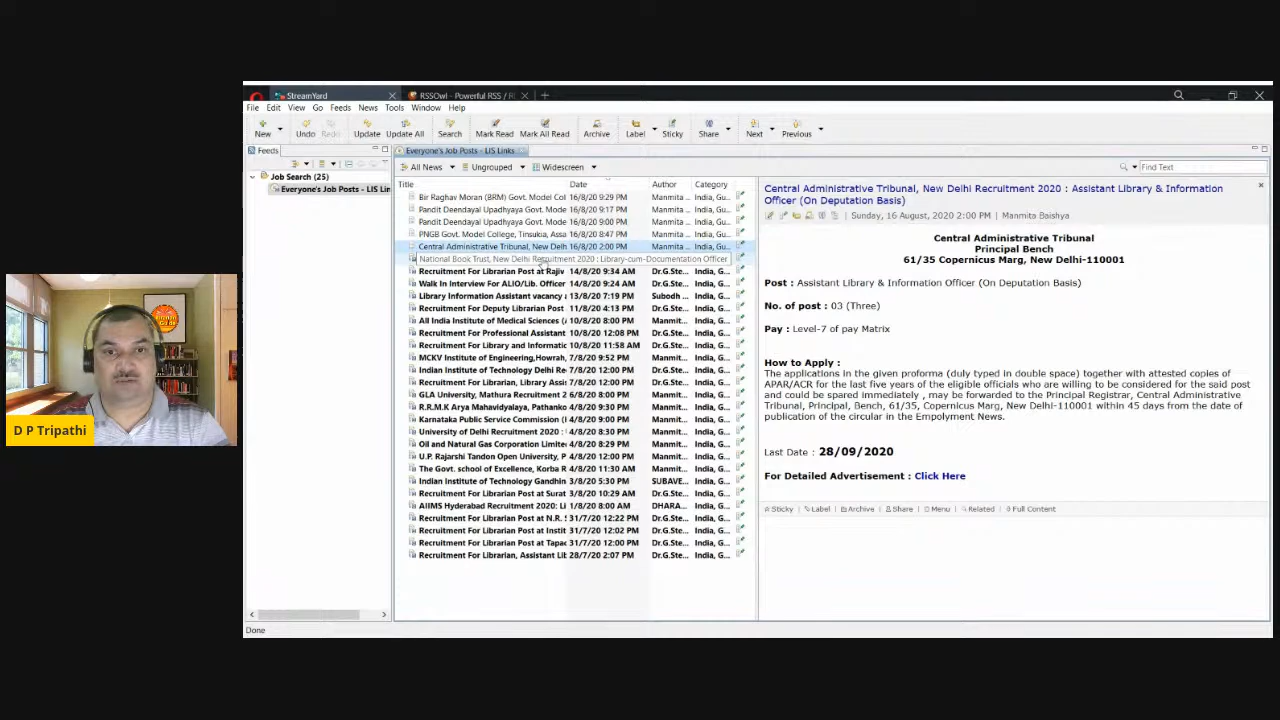 StreamYard
RSSOwl - Powerful RSS / R
File Edit View Go Feeds News Tools Window Help
New Undo Redo Update Update All Search Mark Read Mark All Read Archive Label Sticky Share Next Previous
Feeds
Everyone's Job Posts - LIS Links
All News Ungrouped Widescreen
Find Text
Job Search (25)
Everyone's Job Posts - LIS Lin
Title Date Author Category
Bir Raghav Moran (BRM) Govt. Model Col 16/8/20 9:29 PM Manmita ... India, Gu...
Pandit Deendayal Upadhyaya Govt. Mode 16/8/20 9:17 PM Manmita ... India, Gu...
Pandit Deendayal Upadhyaya Govt. Mode 16/8/20 9:00 PM Manmita ... India, Gu...
PNGB Govt. Model College, Tinsukia, Assa 16/8/20 8:47 PM Manmita ... India, Gu...
Central Administrative Tribunal, New Delh 16/8/20 2:00 PM Manmita ... India, Gu...
National Book Trust, New Delhi Recruitment 2020 : Library-cum-Documentation Officer
Recruitment For Librarian Post at Rajiv 14/8/20 9:34 AM Dr.G.Ste... India, G...
Walk In Interview For ALIO/Lib. Officer 14/8/20 9:24 AM Dr.G.Ste... India, G...
Library Information Assistant vacancy 13/8/20 7:19 PM Subodh ... India, G...
Recruitment For Deputy Librarian Post 11/8/20 4:13 PM Dr.G.Ste... India, G...
All India Institute of Medical Sciences ( 10/8/20 8:00 PM Manmit... India, G...
Recruitment For Professional Assistant 10/8/20 12:08 PM Dr.G.Ste... India, G...
Recruitment For Library and Informatic 10/8/20 11:58 AM Dr.G.Ste... India, G...
MCKV Institute of Engineering,Howrah, 7/8/20 9:52 PM Manmit... India, G...
Indian Institute of Technology Delhi Re 7/8/20 12:00 PM Dr.G.Ste... India, G...
Recruitment For Librarian, Library Assi 7/8/20 12:00 PM Dr.G.Ste... India, G...
GLA University, Mathura Recruitment 2 6/8/20 8:00 PM Manmit... India, G...
R.R.M.K Arya Mahavidyalaya, Pathanko 4/8/20 9:30 PM Manmit... India, G...
Karnataka Public Service Commission : 4/8/20 9:00 PM Manmit... India, G...
University of Delhi Recruitment 2020 : 4/8/20 8:30 PM Manmit... India, G...
Oil and Natural Gas Corporation Limite 4/8/20 8:29 PM Manmit... India, G...
U.P. Rajarshi Tandon Open University, P 4/8/20 12:00 PM Manmit... India, G...
The Govt. school of Excellence, Korba R 4/8/20 11:30 AM Manmit... India, G...
Indian Institute of Technology Gandhin 3/8/20 5:30 PM SUBAVE... India, G...
Recruitment For Librarian Post at Surat 3/8/20 10:29 AM Dr.G.Ste... India, G...
AIIMS Hyderabad Recruitment 2020: Li 1/8/20 8:00 AM DHARA... India, G...
Recruitment For Librarian Post at N.R. S 31/7/20 12:22 PM Dr.G.Ste... India, G...
Recruitment For Librarian Post at Instit 31/7/20 12:02 PM Dr.G.Ste... India, G...
Recruitment For Librarian Post at Tapac 31/7/20 12:00 PM Dr.G.Ste... India, G...
Recruitment For Librarian, Assistant Lib 28/7/20 2:07 PM Dr.G.Ste... India, G...
Central Administrative Tribunal, New Delhi Recruitment 2020 : Assistant Library & Information
Officer (On Deputation Basis)
Sunday, 16 August, 2020 2:00 PM Manmita Baishya
Central Administrative Tribunal
Principal Bench
61/35 Copernicus Marg, New Delhi-110001
Post : Assistant Library & Information Officer (On Deputation Basis)
No. of post : 03 (Three)
Pay : Level-7 of pay Matrix
How to Apply :
The applications in the given proforma (duly typed in double space) together with attested copies of
APAR/ACR for the last five years of the eligible officials who are willing to be considered for the said post
and could be spared immediately , may be forwarded to the Principal Registrar, Central Administrative
Tribunal, Principal, Bench, 61/35, Copernicus Marg, New Delhi-110001 within 45 days from the date of
publication of the circular in the Empolyment News.
Last Date : 28/09/2020
For Detailed Advertisement : Click Here
Sticky Label Archive Share Menu Related Full Content
D P Tripathi
Done